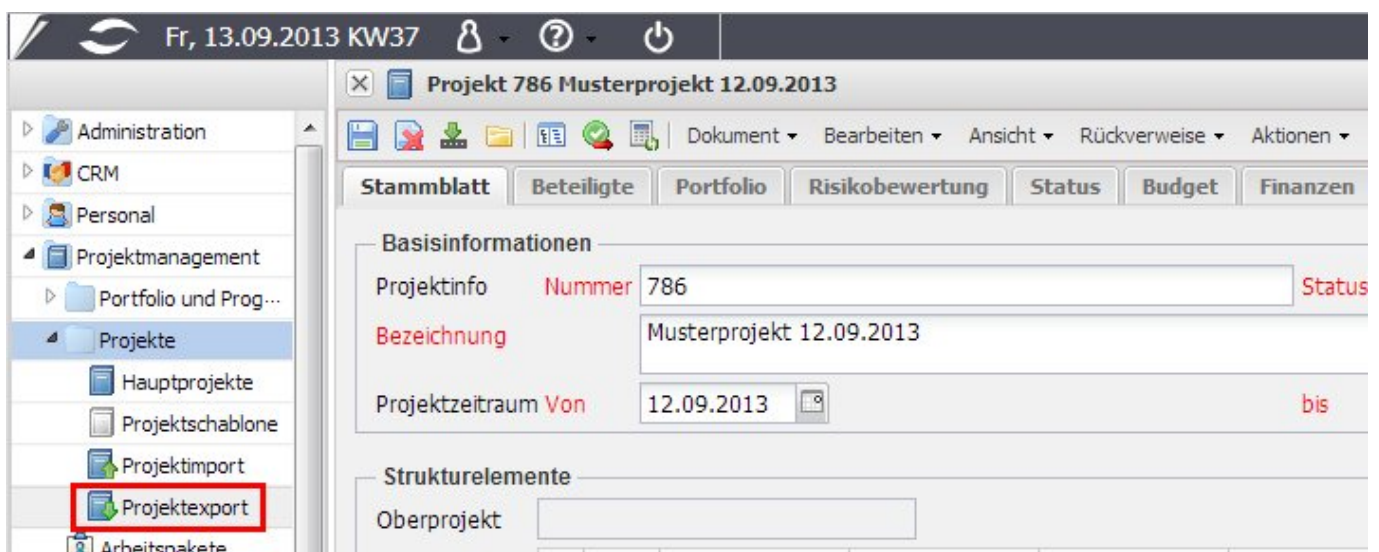 Fr, 13.09.2013 KW37
Projekt 786 Musterprojekt 12.09.2013
Administration
CRM
Personal
Projektmanagement
Portfolio und Prog...
Projekte
Hauptprojekte
Projektschablone
Projektimport
Projektexport
Arbeitspakete
Dokument Bearbeiten Ansicht Rückverweise Aktionen
Stammblatt Beteiligte Portfolio Risikobewertung Status Budget Finanzen
Basisinformationen
Projektinfo Nummer 786 Status
Bezeichnung Musterprojekt 12.09.2013
Projektzeitraum Von 12.09.2013 bis
Strukturelemente
Oberprojekt